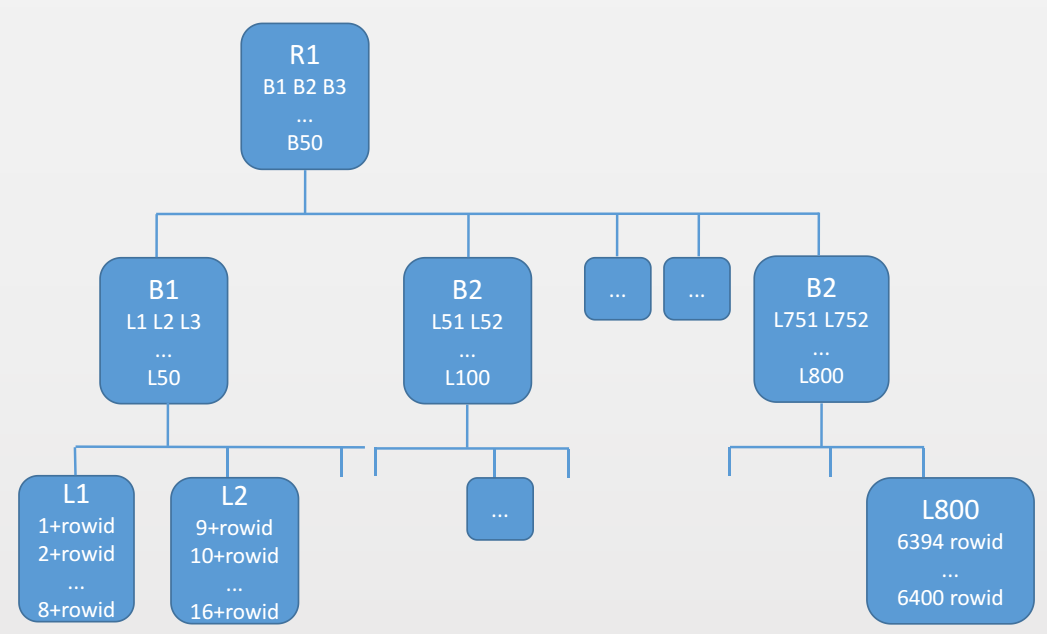 R1
B1 B2 B3
...
B50
B1
L1 L2 L3
...
L50
B2
L51 L52
...
L100
...
...
B2
L751 L752
...
L800
L1
1+rowid
2+rowid
...
8+rowid
L2
9+rowid
10+rowid
...
16+rowid
...
L800
6394 rowid
...
6400 rowid